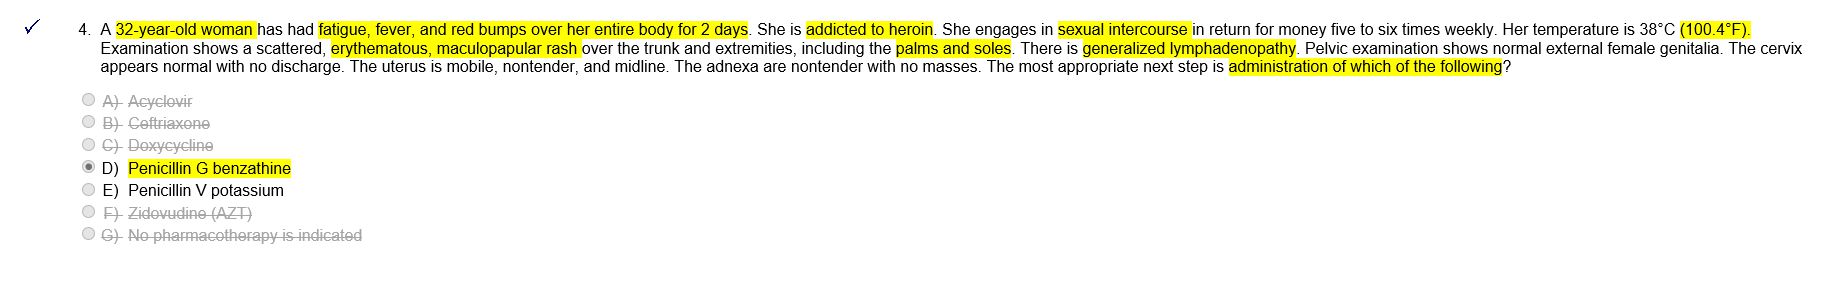 4. A 32-year-old woman has had fatigue, fever, and red bumps over her entire body for 2 days. She is addicted to heroin. She engages in sexual intercourse in return for money five to six times weekly. Her temperature is 38°C (100.4°F).
Examination shows a scattered, erythematous, maculopapular rash over the trunk and extremities, including the palms and soles. There is generalized lymphadenopathy. Pelvic examination shows normal external female genitalia. The cervix
appears normal with no discharge. The uterus is mobile, nontender, and midline. The adnexa are nontender with no masses. The most appropriate next step is administration of which of the following?
A) Acyclovir
B) Ceftriaxone
C) Doxycycline
D) Penicillin G benzathine
E) Penicillin V potassium
F) Zidovudine (AZT)
G) No pharmacotherapy is indicated